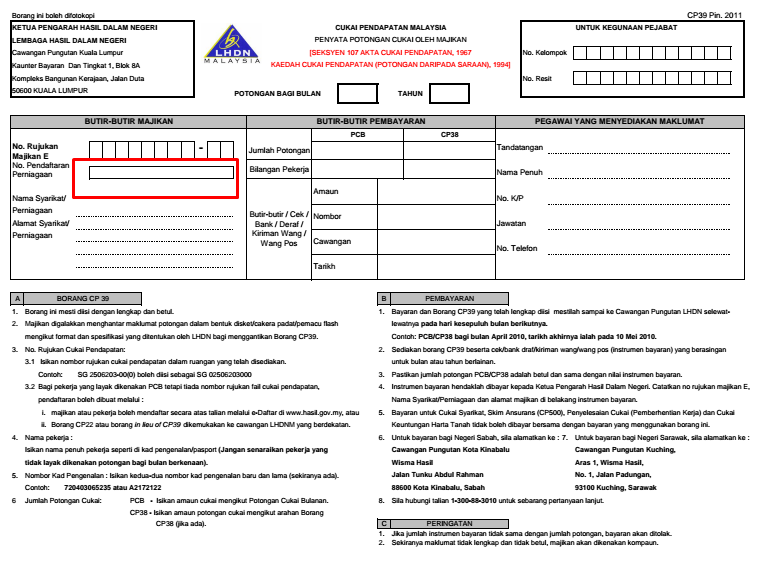 Borang ini boleh difotokopi
CP39 Pin. 2011
KETUA PENGARAH HASIL DALAM NEGERI
LEMBAGA HASIL DALAM NEGERI
Cawangan Pungutan Kuala Lumpur
Kaunter Bayaran Dan Tingkat 1, Blok 8A
Kompleks Bangunan Kerajaan, Jalan Duta
50600 KUALA LUMPUR
LHDN
MALAYSIA
CUKAI PENDAPATAN MALAYSIA
PENYATA POTONGAN CUKAI OLEH MAJIKAN
[SEKSYEN 107 AKTA CUKAI PENDAPATAN, 1967
KAEDAH CUKAI PENDAPATAN (POTONGAN DARIPADA SARAAN), 1994]
POTONGAN BAGI BULAN
TAHUN
UNTUK KEGUNAAN PEJABAT
No. Kelompok
No. Resit
BUTIR-BUTIR MAJIKAN
No. Rujukan
Majikan E
-
No. Pendaftaran
Perniagaan
Nama Syarikat/
Perniagaan
Alamat Syarikat/
Perniagaan
BUTIR-BUTIR PEMBAYARAN
PCB CP38
Jumlah Potongan
Bilangan Pekerja
Butir-butir / Cek /
Bank / Deraf /
Kiriman Wang /
Wang Pos
Amaun
Nombor
Cawangan
Tarikh
PEGAWAI YANG MENYEDIAKAN MAKLUMAT
Tandatangan
Nama Penuh
No. K/P
Jawatan
No. Telefon
A BORANG CP 39
1. Borang ini mesti diisi dengan lengkap dan betul.
2. Majikan digalakkan menghantar maklumat potongan dalam bentuk disket/cakera padat/pemacu flash
mengikut format dan spesifikasi yang ditentukan oleh LHDN bagi menggantikan Borang CP39.
3. No. Rujukan Cukai Pendapatan:
3.1 Isikan nombor rujukan cukai pendapatan dalam ruangan yang telah disediakan.
Contoh: SG 2506203-00(0) boleh diisi sebagai SG 02506203000
3.2 Bagi pekerja yang layak dikenakan PCB tetapi tiada nombor rujukan fail cukai pendapatan,
pendaftaran boleh dibuat melalui :
i. majikan atau pekerja boleh mendaftar secara atas talian melalui e-Daftar di www.hasil.gov.my, atau
ii. Borang CP22 atau borang in lieu of CP39 dikemukakan ke cawangan LHDNM yang berdekatan.
4. Nama pekerja :
Isikan nama penuh pekerja seperti di kad pengenalan/pasport (Jangan senaraikan pekerja yang
tidak layak dikenakan potongan bagi bulan berkenaan).
5. Nombor Kad Pengenalan : Isikan kedua-dua nombor kad pengenalan baru dan lama (sekiranya ada).
Contoh: 720403065235 atau A2172122
6 Jumlah Potongan Cukai: PCB - Isikan amaun cukai mengikut Potongan Cukai Bulanan.
CP38 - Isikan amaun potongan cukai mengikut arahan Borang
CP38 (jika ada).
B PEMBAYARAN
1. Bayaran dan Borang CP39 yang telah lengkap diisi mestilah sampai ke Cawangan Pungutan LHDN selewat-
lewatnya pada hari kesepuluh bulan berikutnya.
Contoh: PCB/CP38 bagi bulan April 2010, tarikh akhirnya ialah pada 10 Mei 2010.
2. Sediakan borang CP39 beserta cek/bank draf/kiriman wang/wang pos (instrumen bayaran) yang berasingan
untuk bulan atau tahun berlainan.
3. Pastikan jumlah potongan PCB/CP38 adalah betul dan sama dengan nilai instrumen bayaran.
4. Instrumen bayaran hendaklah dibayar kepada Ketua Pengarah Hasil Dalam Negeri. Catatkan no rujukan majikan E,
Nama Syarikat/Perniagaan dan alamat majikan di belakang instrumen bayaran.
5. Bayaran untuk Cukai Syarikat, Skim Ansurans (CP500), Penyelesaian Cukai (Pemberhentian Kerja) dan Cukai
Keuntungan Harta Tanah tidak boleh dibayar bersama dengan bayaran yang menggunakan borang ini.
6. Untuk bayaran bagi Negeri Sabah, sila alamatkan ke :
Cawangan Pungutan Kota Kinabalu
Wisma Hasil
Jalan Tunku Abdul Rahman
88600 Kota Kinabalu, Sabah
7. Untuk bayaran bagi Negeri Sarawak, sila alamatkan ke :
Cawangan Pungutan Kuching,
Aras 1, Wisma Hasil,
No. 1, Jalan Padungan,
93100 Kuching, Sarawak
8. Sila hubungi talian 1-300-88-3010 untuk sebarang pertanyaan lanjut.
C PERINGATAN
1. Jika jumlah instrumen bayaran tidak sama dengan jumlah potongan, bayaran akan ditolak.
2. Sekiranya maklumat tidak lengkap dan tidak betul, majikan akan dikenakan kompaun.